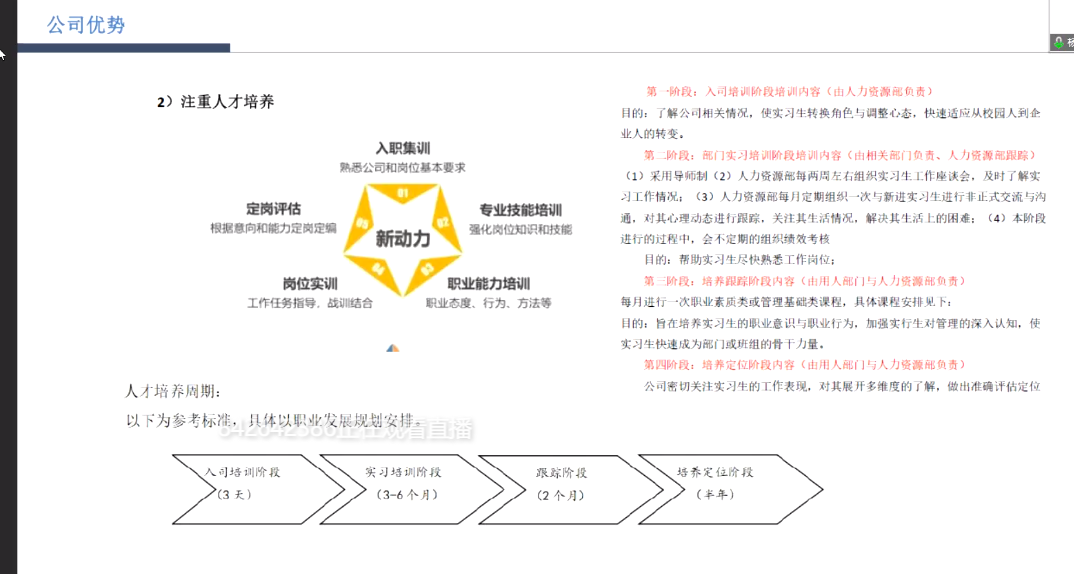 公司优势
2）注重人才培养
入职集训
熟悉公司和岗位基本要求
01
定岗评估
根据意向和能力定岗定编
05
新动力
02
专业技能培训
强化岗位知识和技能
04
03
岗位实训
工作任务指导，战训结合
职业能力培训
职业态度、行为、方法等
人才培养周期：
以下为参考标准，具体以职业发展规划安排。
正在观看直播
入司培训阶段
（3 天）
实习培训阶段
（3-6 个月）
跟踪阶段
（2 个月）
培养定位阶段
（半年）
第一阶段：入司培训阶段培训内容（由人力资源部负责）
目的：了解公司相关情况，使实习生转换角色与调整心态，快速适应从校园人到企
业人的转变。
第二阶段：部门实习培训阶段培训内容（由相关部门负责、人力资源部跟踪）
（1）采用导师制（2）人力资源部每两周左右组织实习生工作座谈会，及时了解实
习工作情况；（3）人力资源部每月定期组织一次与新进实习生进行非正式交流与沟
通，对其心理动态进行跟踪，关注其生活情况，解决其生活上的困难；（4）本阶段
进行的过程中，会不定期的组织绩效考核
目的：帮助实习生尽快熟悉工作岗位；
第三阶段：培养跟踪阶段内容（由用人部门与人力资源部负责）
每月进行一次职业素质类或管理基础类课程，具体课程安排见下：
目的：旨在培养实习生的职业意识与职业行为，加强实行生对管理的深入认知，使
实习生快速成为部门或班组的骨干力量。
第四阶段：培养定位阶段内容（由用人部门与人力资源部负责）
公司密切关注实习生的工作表现，对其展开多维度的了解，做出准确评估定位